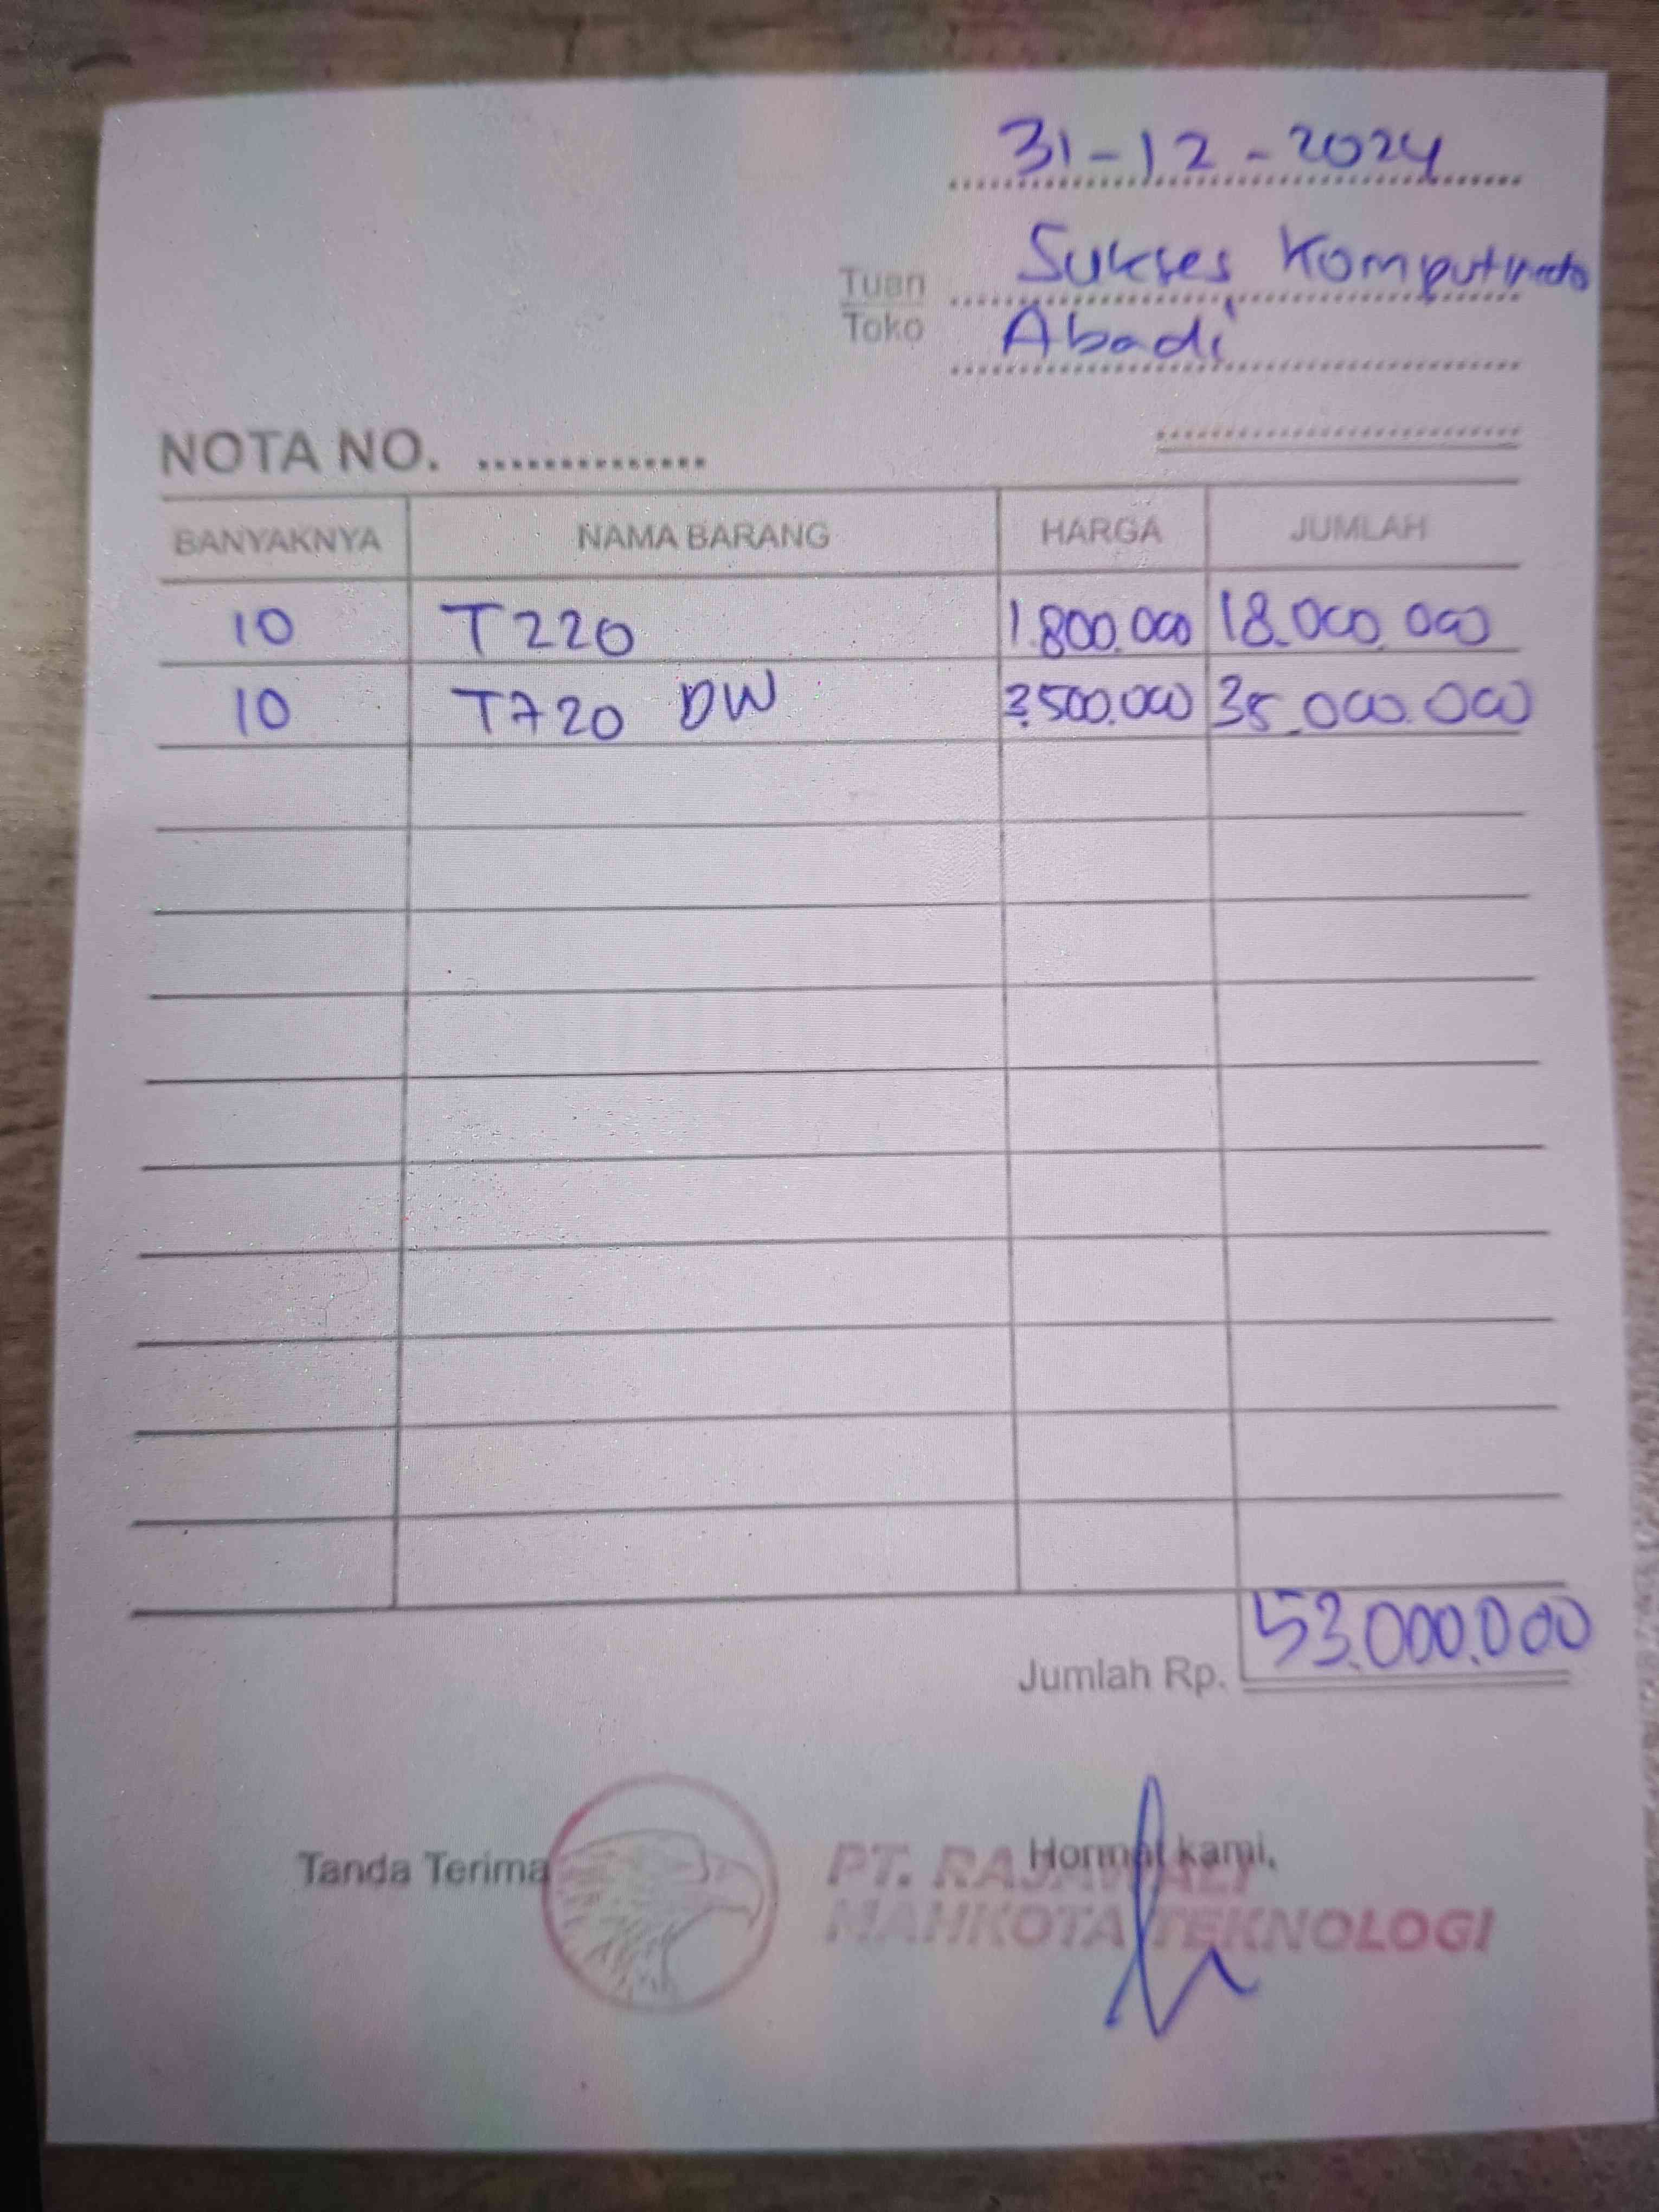 31-12-2024
Tuan Sukses
Toko Abadi
NOTA NO. ..............
BANYAKNYA NAMA BARANG HARGA JUMLAH
10 T220 1.800.000 18.000.000
10 T720 DW 3.500.000 35.000.000
Jumlah Rp. 53.000.000
Tanda Terima Hormat kami,
PT. RAJAWALI
MAHKOTA TEKNOLOGI